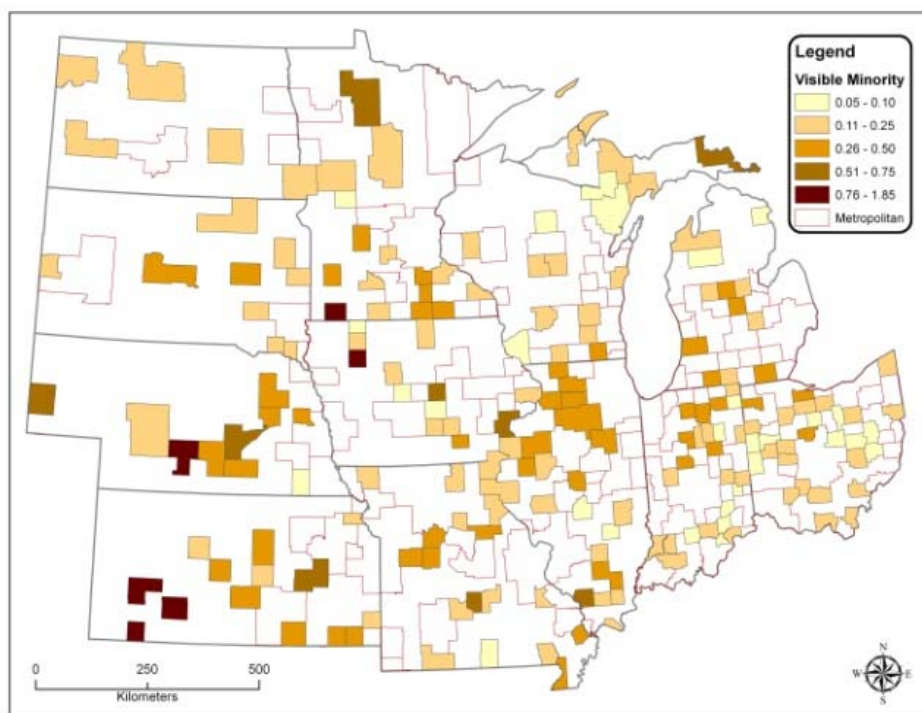 Legend
Visible Minority
0.05 - 0.10
0.11 - 0.25
0.26 - 0.50
0.51 - 0.75
0.76 - 1.85
Metropolitan
0 250 500
Kilometers
N
W E
S